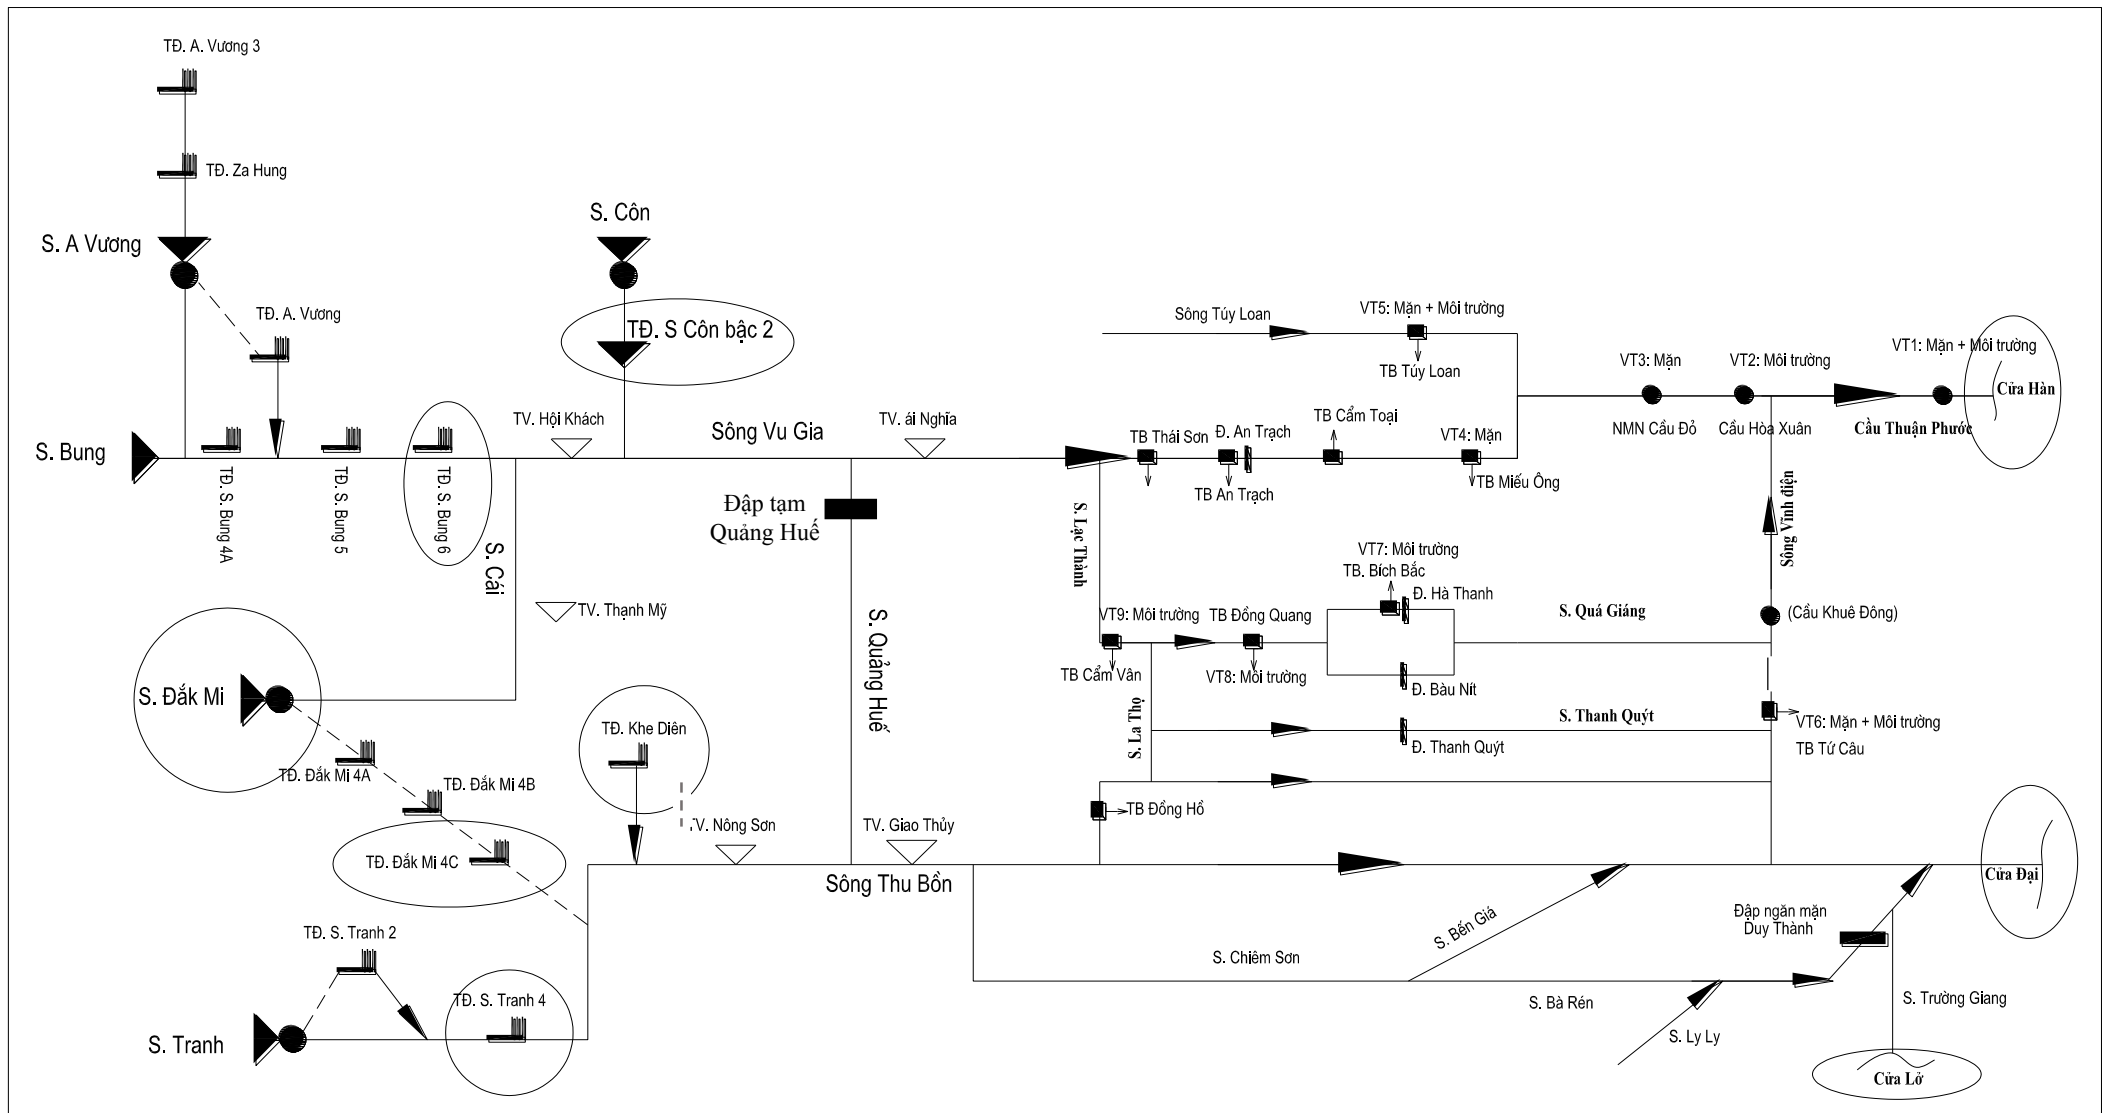 TĐ. A. Vương 3
TĐ. Za Hung
S. A Vương
S. Côn
TĐ. A. Vương
TĐ. S Côn bậc 2
Sông Túy Loan
VT5: Mặn + Môi trường
TB Túy Loan
VT3: Mặn
VT2: Môi trường
VT1: Mặn + Môi trường
Cửa Hàn
NMN Cầu Đỏ
Cầu Hòa Xuân
Cầu Thuận Phước
S. Bung
TĐ. S. Bung 4A
TĐ. S. Bung 5
TĐ. S. Bung 6
TV. Hội Khách
Sông Vu Gia
TV. ái Nghĩa
TB Thái Sơn
Đ. An Trạch
TB An Trạch
TB Cẩm Toại
VT4: Mặn
TB Miếu Ông
Đập tạm
Quảng Huế
S. Cái
TV. Thạnh Mỹ
S. Quảng Huế
S. Lạc Thành
Sông Vĩnh điện
VT7: Môi trường
TB. Bích Bắc
Đ. Hà Thanh
VT9: Môi trường
TB Đồng Quang
S. Quá Giáng
(Cầu Khuê Đông)
TB Cẩm Vân
VT8: Môi trường
Đ. Bàu Nít
S. La Thọ
S. Thanh Quýt
Đ. Thanh Quýt
VT6: Mặn + Môi trường
TB Tứ Câu
S. Đắk Mi
TĐ. Khe Diên
TĐ. Đắk Mi 4A
TĐ. Đắk Mi 4B
TĐ. Đắk Mi 4C
TV. Nông Sơn
TV. Giao Thủy
TB Đồng Hồ
Sông Thu Bồn
Cửa Đại
Đập ngăn mặn
Duy Thành
S. Bến Giá
S. Chiêm Sơn
TĐ. S. Tranh 2
TĐ. S. Tranh 4
S. Tranh
S. Bà Rén
S. Trường Giang
S. Ly Ly
Cửa Lở